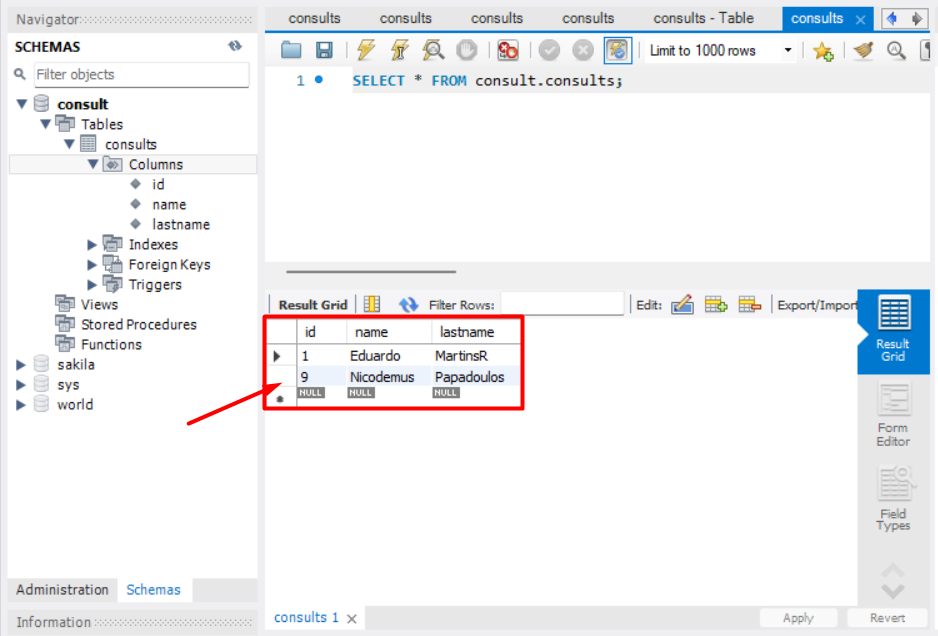 Navigator
SCHEMAS
Filter objects
consult
Tables
consults
Columns
id
name
lastname
Indexes
Foreign Keys
Triggers
Views
Stored Procedures
Functions
sakila
sys
world
Administration Schemas
Information
consults consults consults consults consults - Table consults
Limit to 1000 rows
1 SELECT * FROM consult.consults;
Result Grid Filter Rows: Edit: Export/Import
id name lastname
1 Eduardo MartinsR
9 Nicodemus Papadoulos
NULL NULL NULL
Result
Grid
Form
Editor
Field
Types
consults 1 Apply Revert